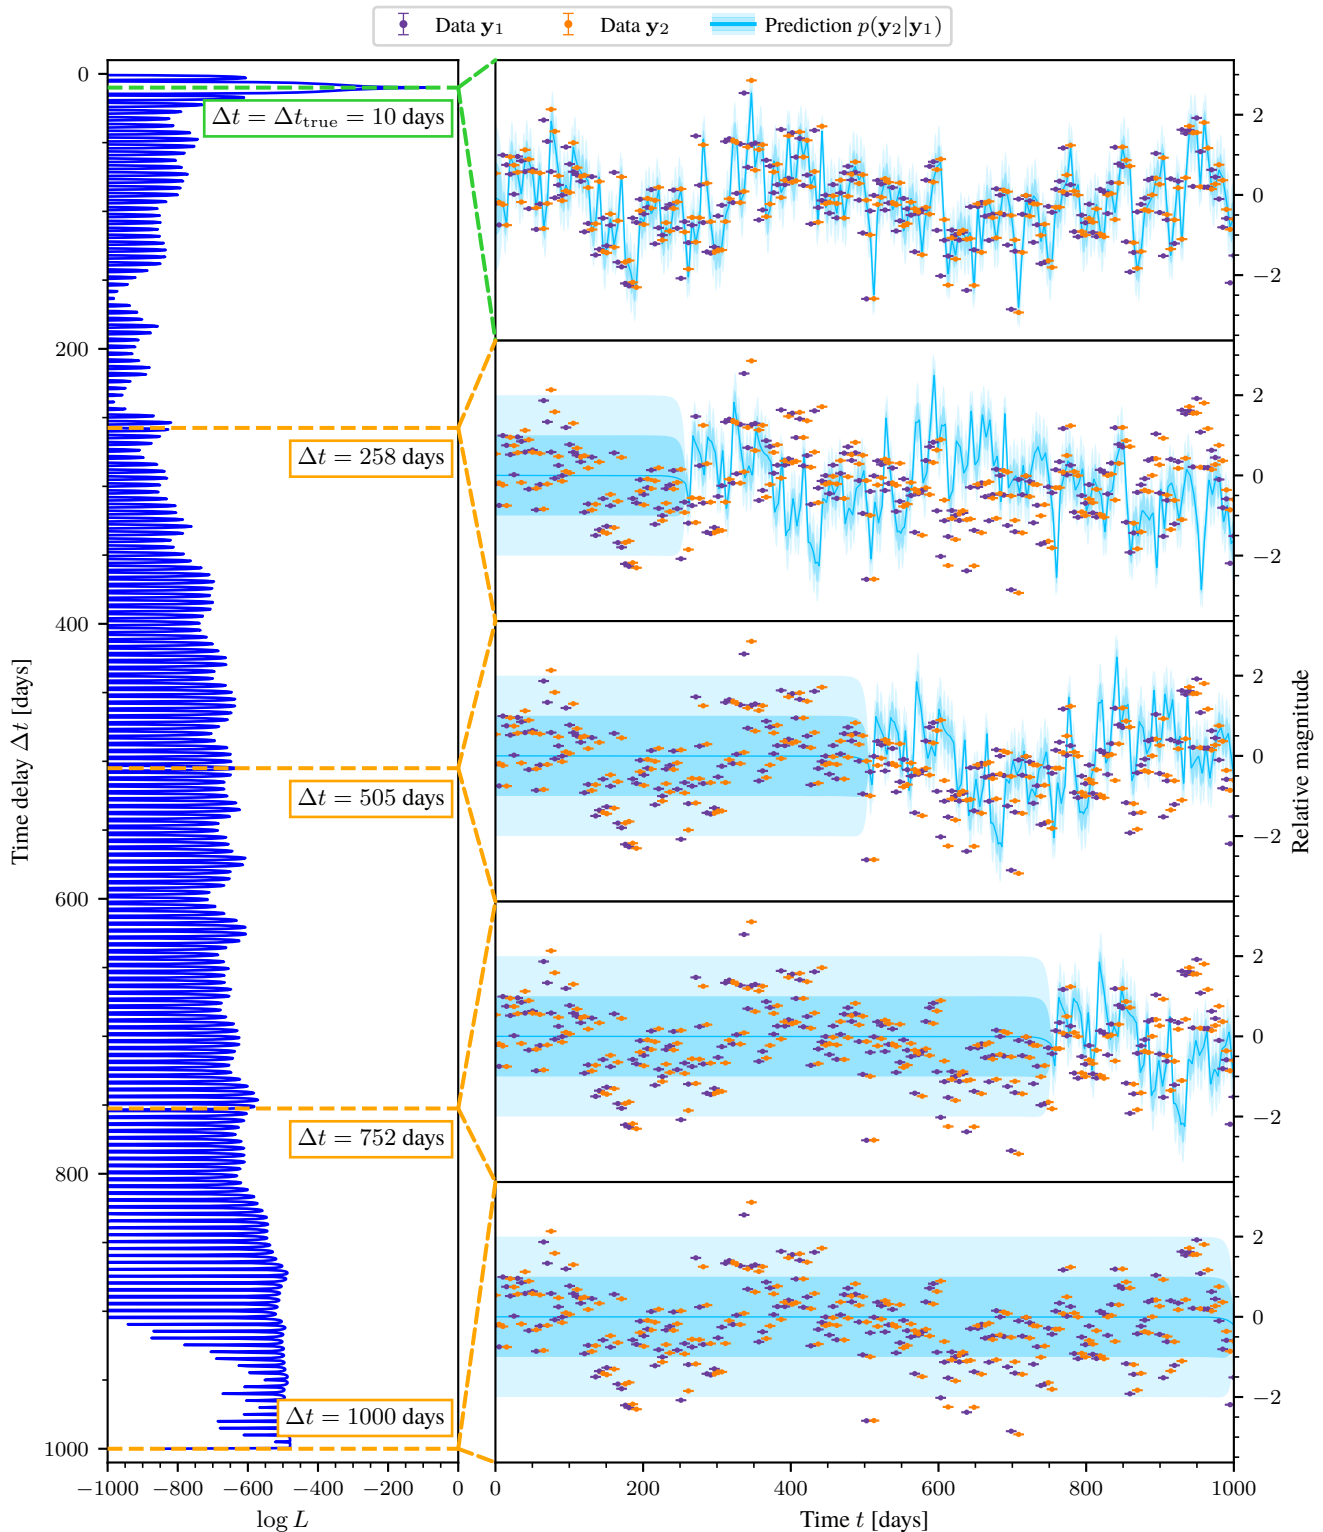 Data y₁ Data y₂ Prediction p(y₂|y₁)
0
200
400
600
800
1000
Time delay Δt [days]
Δt = Δt_true = 10 days
Δt = 258 days
Δt = 505 days
Δt = 752 days
Δt = 1000 days
−1000 −800 −600 −400 −200 0
log L
2
0
−2
2
0
−2
2
0
−2
2
0
−2
2
0
−2
Relative magnitude
0 200 400 600 800 1000
Time t [days]